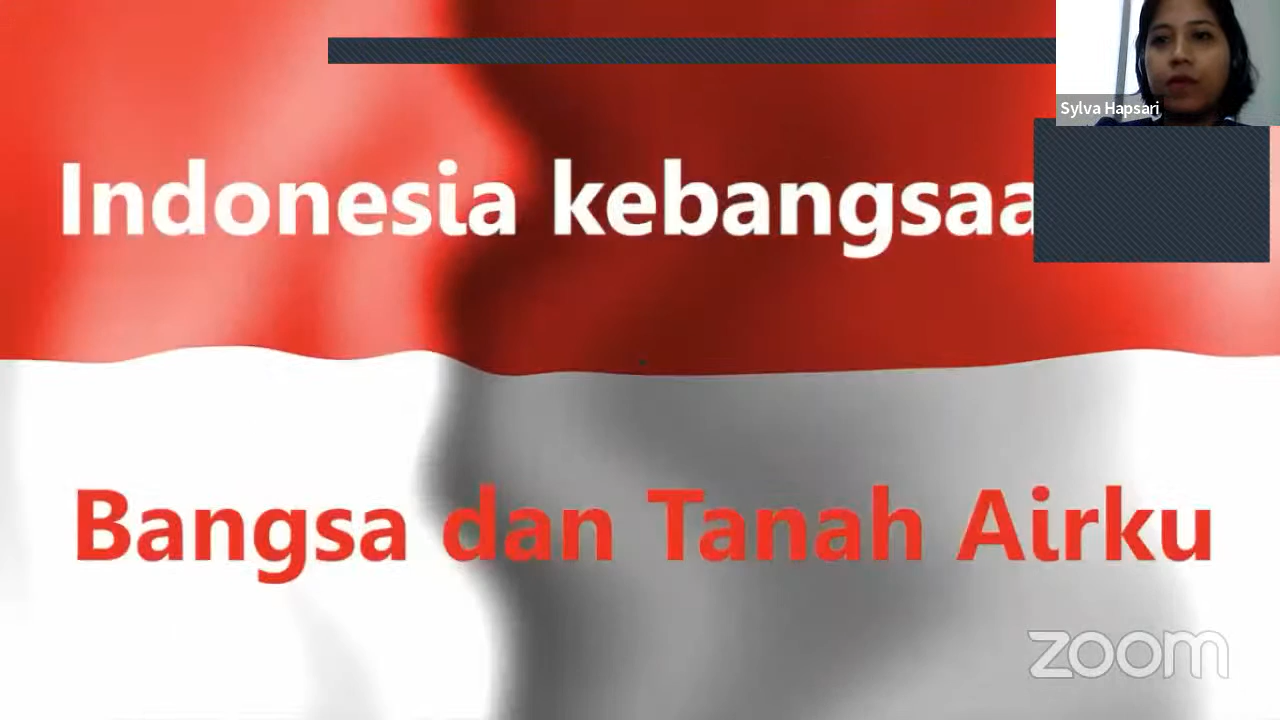 Sylva Hapsari
Indonesia kebangsaa
Bangsa dan Tanah Airku
zoom